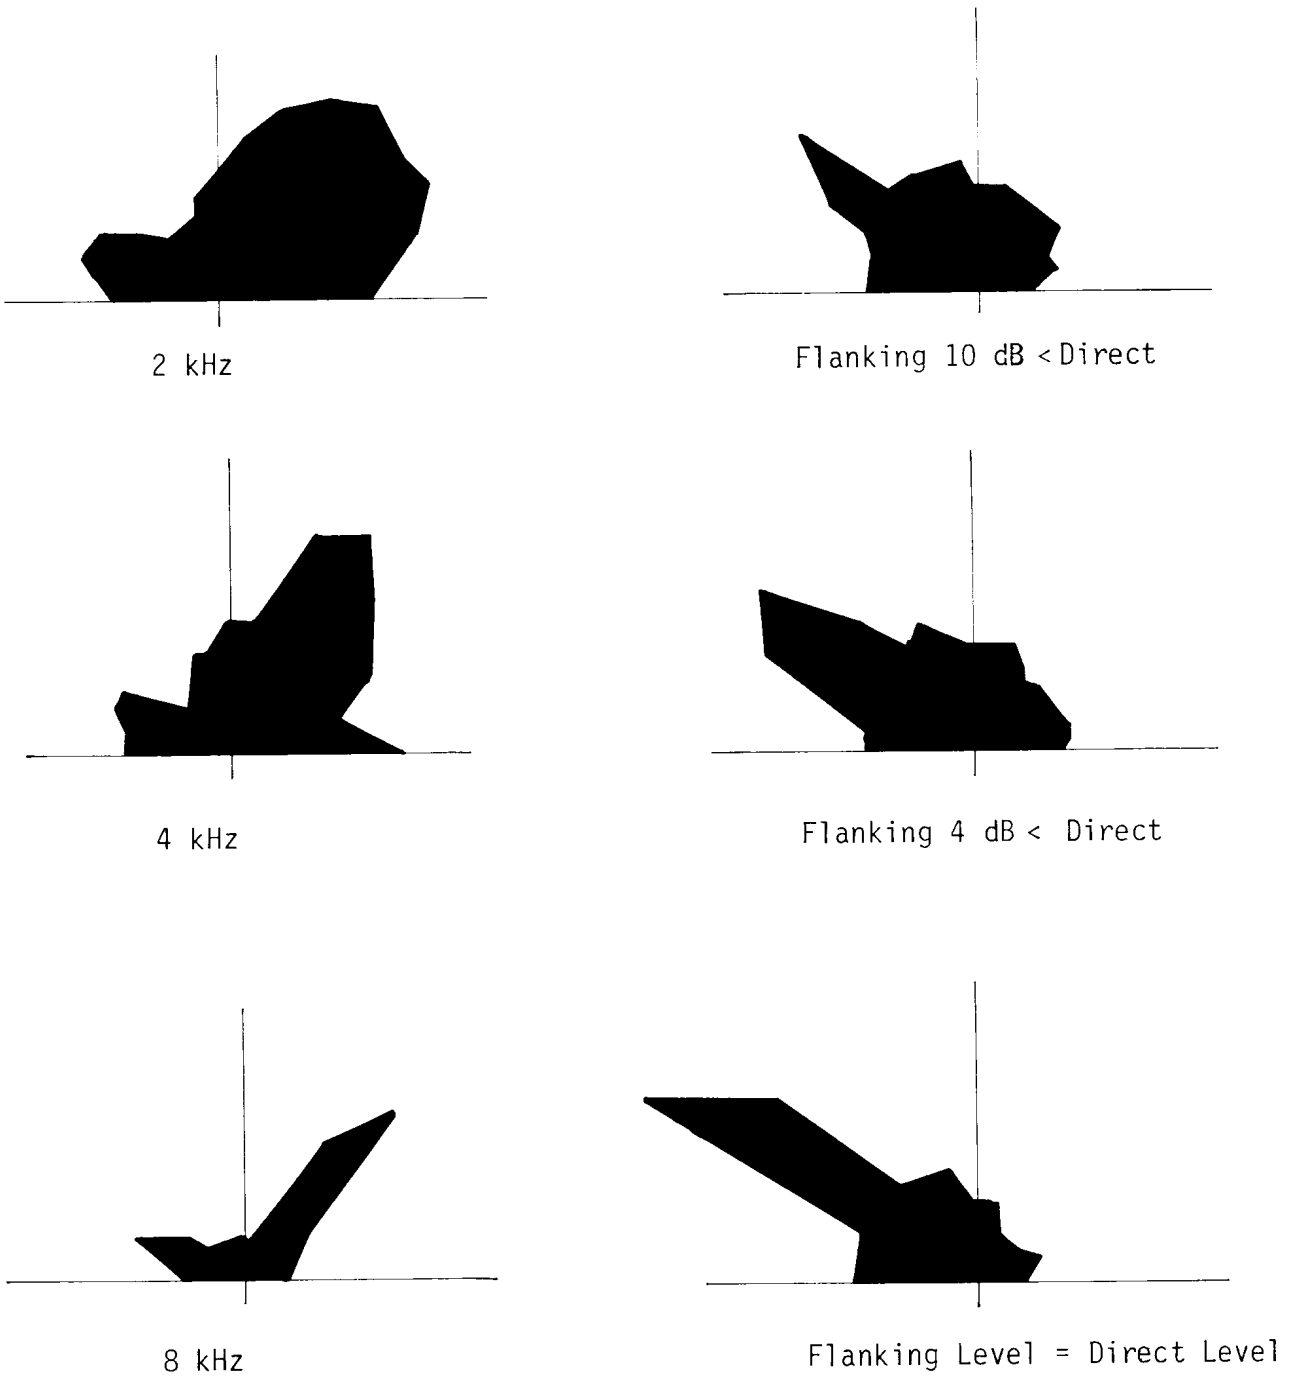 2 kHz
Flanking 10 dB < Direct
4 kHz
Flanking 4 dB < Direct
8 kHz
Flanking Level = Direct Level